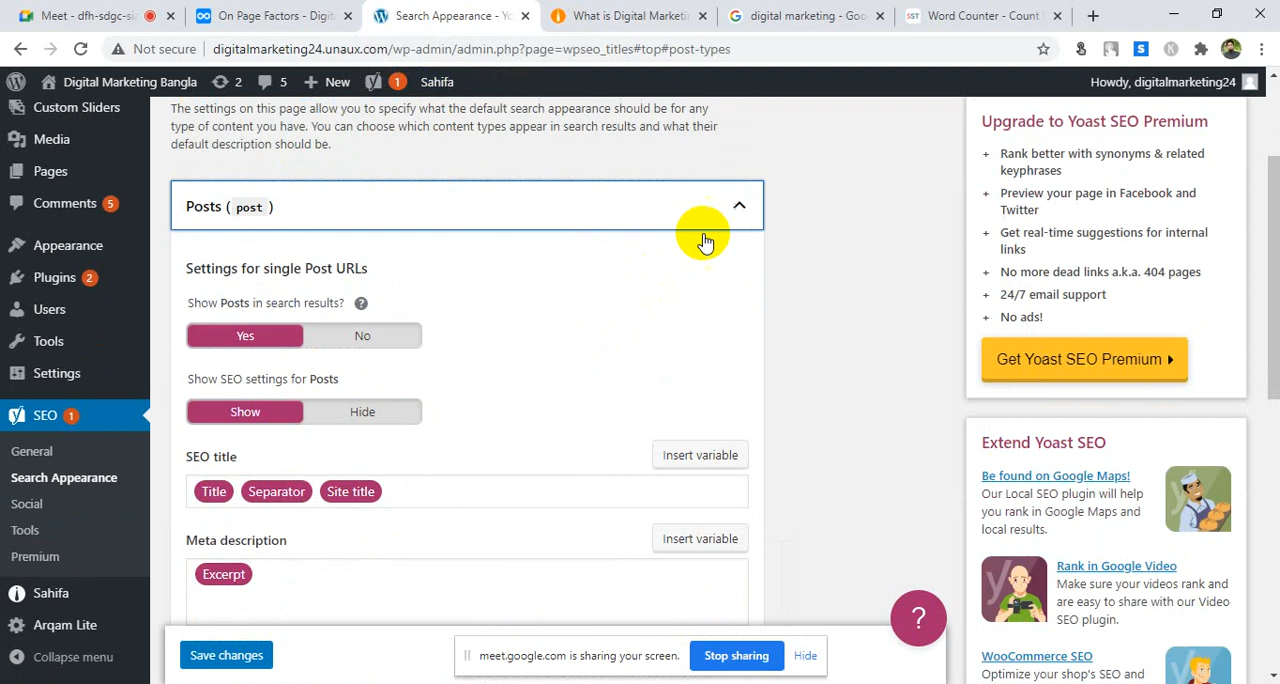 Meet - dfh-sdgc-si
On Page Factors - Digit
Search Appearance - Yo
What is Digital Marketi
digital marketing - Goo
Word Counter - Count
Not secure
digitalmarketing24.unaux.com/wp-admin/admin.php?page=wpseo_titles#top#post-types
Digital Marketing Bangla
2
5
New
1
Sahifa
Howdy, digitalmarketing24
Custom Sliders
Media
Pages
Comments 5
Appearance
Plugins 2
Users
Tools
Settings
SEO 1
General
Search Appearance
Social
Tools
Premium
Sahifa
Arqam Lite
Collapse menu
The settings on this page allow you to specify what the default search appearance should be for any
type of content you have. You can choose which content types appear in search results and what their
default description should be.
Posts ( post )
Settings for single Post URLs
Show Posts in search results? ?
Yes
No
Show SEO settings for Posts
Show
Hide
SEO title
Insert variable
Title
Separator
Site title
Meta description
Insert variable
Excerpt
Save changes
meet.google.com is sharing your screen.
Stop sharing
Hide
?
Upgrade to Yoast SEO Premium
+ Rank better with synonyms & related
keyphrases
+ Preview your page in Facebook and
Twitter
+ Get real-time suggestions for internal
links
+ No more dead links a.k.a. 404 pages
+ 24/7 email support
+ No ads!
Get Yoast SEO Premium
Extend Yoast SEO
Be found on Google Maps!
Our Local SEO plugin will help
you rank in Google Maps and
local results.
Rank in Google Video
Make sure your videos rank and
are easy to share with our Video
SEO plugin.
WooCommerce SEO
Optimize your shop's SEO and